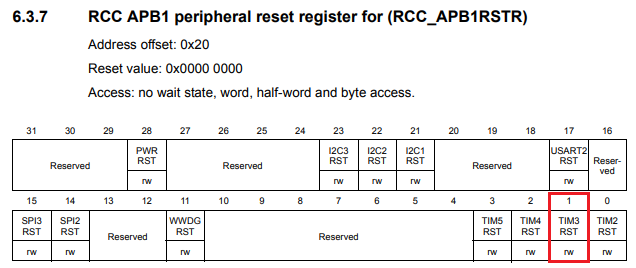 6.3.7 RCC APB1 peripheral reset register for (RCC_APB1RSTR)
Address offset: 0x20
Reset value: 0x0000 0000
Access: no wait state, word, half-word and byte access.
31 30 29 28 27 26 25 24 23 22 21 20 19 18 17 16
Reserved PWR RST Reserved I2C3 RST I2C2 RST I2C1 RST Reserved USART2 RST Reser-ved
rw rw rw rw rw
15 14 13 12 11 10 9 8 7 6 5 4 3 2 1 0
SPI3 RST SPI2 RST Reserved WWDG RST Reserved TIM5 RST TIM4 RST TIM3 RST TIM2 RST
rw rw rw rw rw rw rw